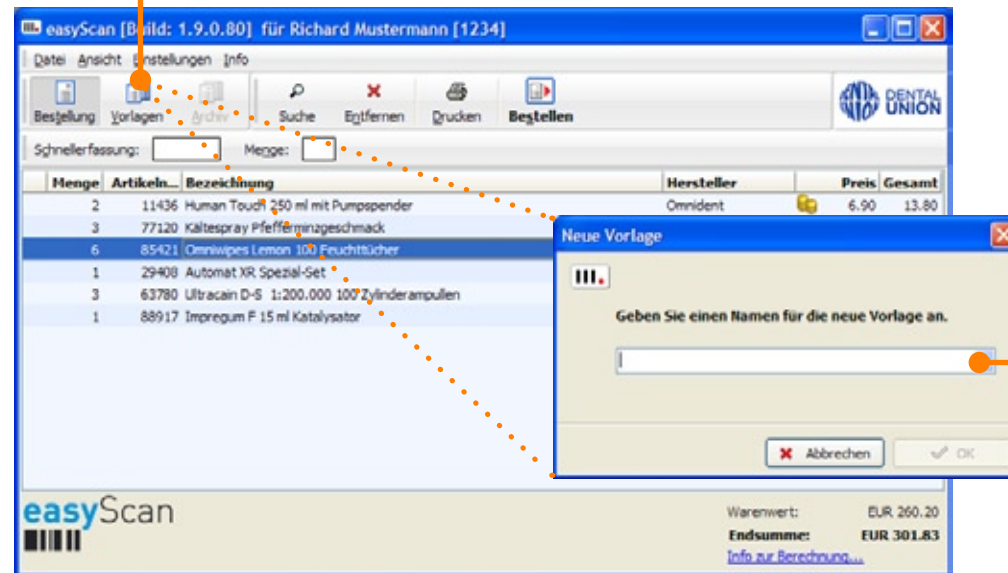 easyScan [Build: 1.9.0.80] für Richard Mustermann [1234]
Datei Ansicht Einstellungen Info
Bestellung Vorlagen Archiv Suche Entfernen Drucken Bestellen
DENTAL
UNION
Schnellerfassung: Menge:
Menge Artikeln... Bezeichnung Hersteller Preis Gesamt
2 11436 Human Touch 250 ml mit Pumpspender Omnident 6.90 13.80
3 77120 Kältespray Pfefferminzgeschmack
6 85421 Omniwipes Lemon 100 Feuchttücher
1 29408 Automat XR Spezial-Set
3 63780 Ultracain D-S 1:200.000 100 Zylinderampullen
1 88917 Impregum F 15 ml Katalysator
Neue Vorlage
Geben Sie einen Namen für die neue Vorlage an.
Abbrechen OK
easyScan
Warenwert: EUR 260.20
Endsumme: EUR 301.83
Info zur Berechnung...